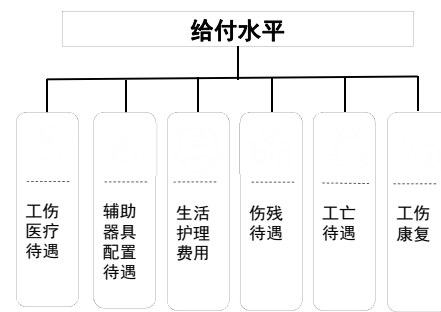 给付水平
工伤
医疗
待遇
辅助
器具
配置
待遇
生活
护理
费用
伤残
待遇
工亡
待遇
工伤
康复